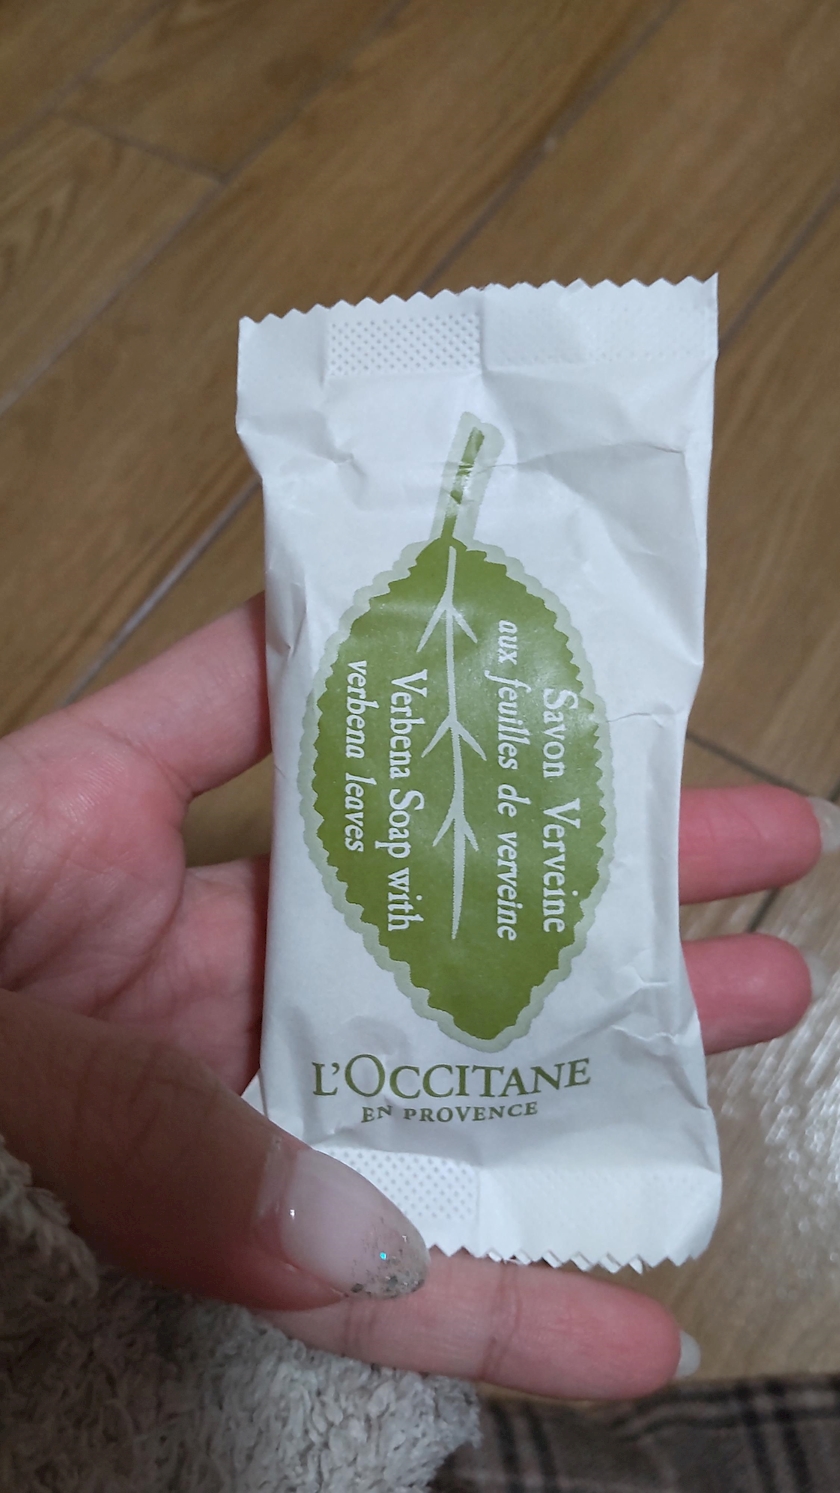 Savon Verveine
aux feuilles de verveine
Verbena Soap with
verbena leaves
L'OCCITANE
EN PROVENCE